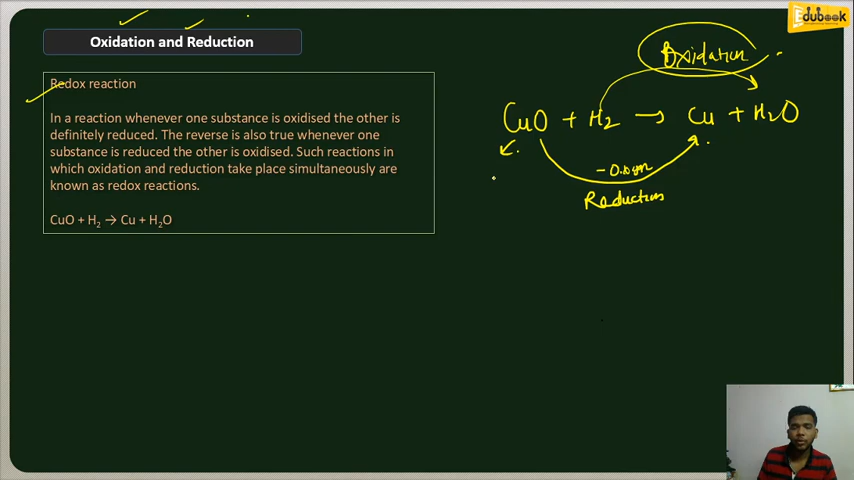 Edubook
Oxidation and Reduction
Redox reaction
In a reaction whenever one substance is oxidised the other is
definitely reduced. The reverse is also true whenever one
substance is reduced the other is oxidised. Such reactions in
which oxidation and reduction take place simultaneously are
known as redox reactions.
CuO + H₂ → Cu + H₂O
Oxidation
CuO + H₂ → Cu + H₂O
Reduction